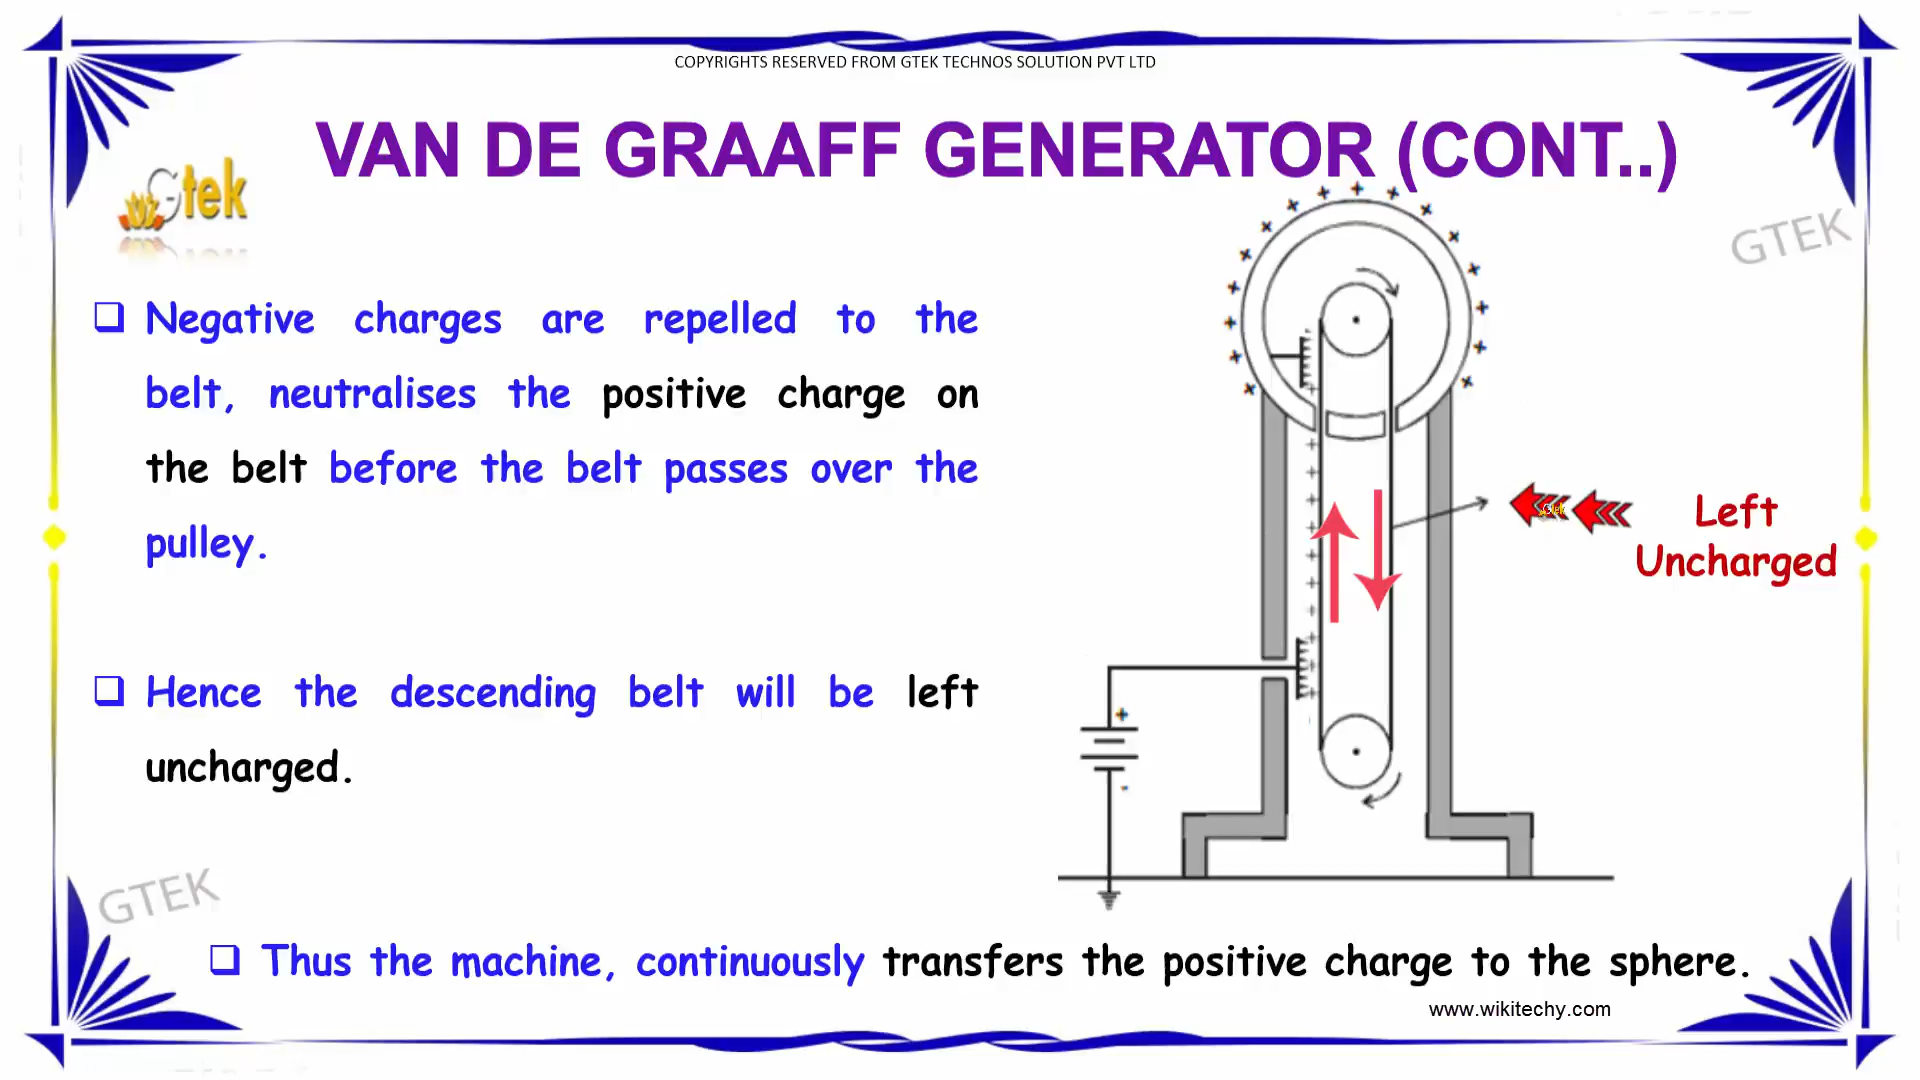 COPYRIGHTS RESERVED FROM GTEK TECHNOS SOLUTION PVT LTD
VAN DE GRAAFF GENERATOR (CONT..)
Gtek
GTEK
Negative charges are repelled to the
belt, neutralises the positive charge on
the belt before the belt passes over the
pulley.
Left
Uncharged
Hence the descending belt will be left
uncharged.
GTEK
Thus the machine, continuously transfers the positive charge to the sphere.
www.wikitechy.com